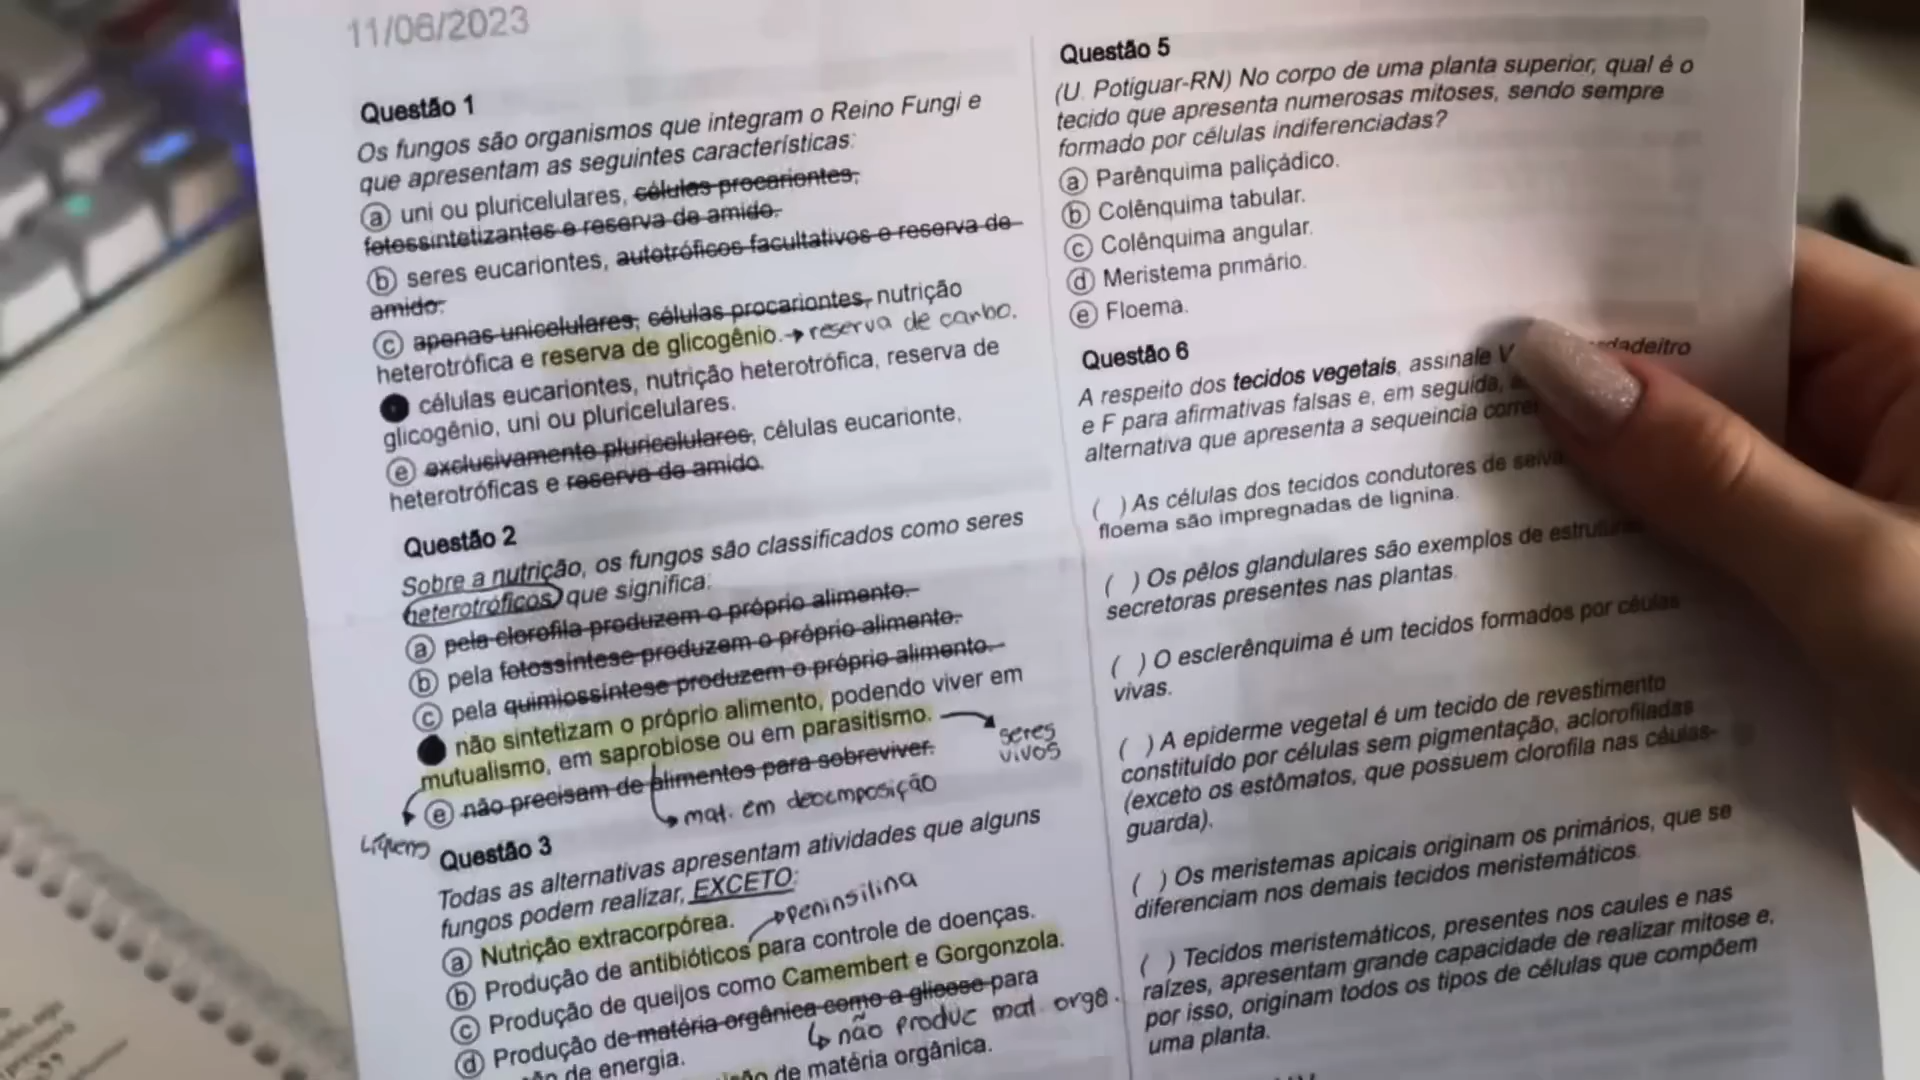 11/06/2023
Questão 1
Os fungos são organismos que integram o Reino Fungi e
que apresentam as seguintes características:
a uni ou pluricelulares, células procariontes,
fotossintetizantes e reserva de amido.
b seres eucariontes, autotróficos facultativos e reserva de
amido.
c apenas unicelulares, células procariontes, nutrição
heterotrófica e reserva de glicogênio. → reserva de carbo.
células eucariontes, nutrição heterotrófica, reserva de
glicogênio, uni ou pluricelulares.
e exclusivamente pluricelulares, células eucarionte,
heterotróficas e reserva de amido.
Questão 2
Sobre a nutrição, os fungos são classificados como seres
heterotróficos que significa:
a pela clorofila produzem o próprio alimento.
b pela fotossíntese produzem o próprio alimento.
c pela quimiossíntese produzem o próprio alimento.
não sintetizam o próprio alimento, podendo viver em
mutualismo, em saprobiose ou em parasitismo.
seres
vivos
e não precisam de alimentos para sobreviver.
mat. em decomposição
Questão 3
Todas as alternativas apresentam atividades que alguns
fungos podem realizar, EXCETO:
a Nutrição extracorpórea.
peninsilina
b Produção de antibióticos para controle de doenças.
c Produção de queijos como Camembert e Gorgonzola.
d Produção de matéria orgânica como a glicose para
de energia.
não produz mat. orgâ.
de matéria orgânica.
Questão 5
(U. Potiguar-RN) No corpo de uma planta superior, qual é o
tecido que apresenta numerosas mitoses, sendo sempre
formado por células indiferenciadas?
a Parênquima paliçádico.
b Colênquima tabular.
c Colênquima angular.
d Meristema primário.
e Floema.
Questão 6
A respeito dos tecidos vegetais, assinale V
e F para afirmativas falsas e, em seguida,
alternativa que apresenta a sequeincia
( ) As células dos tecidos condutores de seiva
floema são impregnadas de lignina.
( ) Os pêlos glandulares são exemplos de
secretoras presentes nas plantas.
( ) O esclerênquima é um tecidos formados por céulas
vivas.
( ) A epiderme vegetal é um tecido de revestimento
constituído por células sem pigmentação, aclorofiladas
(exceto os estômatos, que possuem clorofila nas céulas-
guarda).
( ) Os meristemas apicais originam os primários, que se
diferenciam nos demais tecidos meristemáticos.
( ) Tecidos meristemáticos, presentes nos caules e nas
raízes, apresentam grande capacidade de realizar mitose e,
por isso, originam todos os tipos de células que compõem
uma planta.